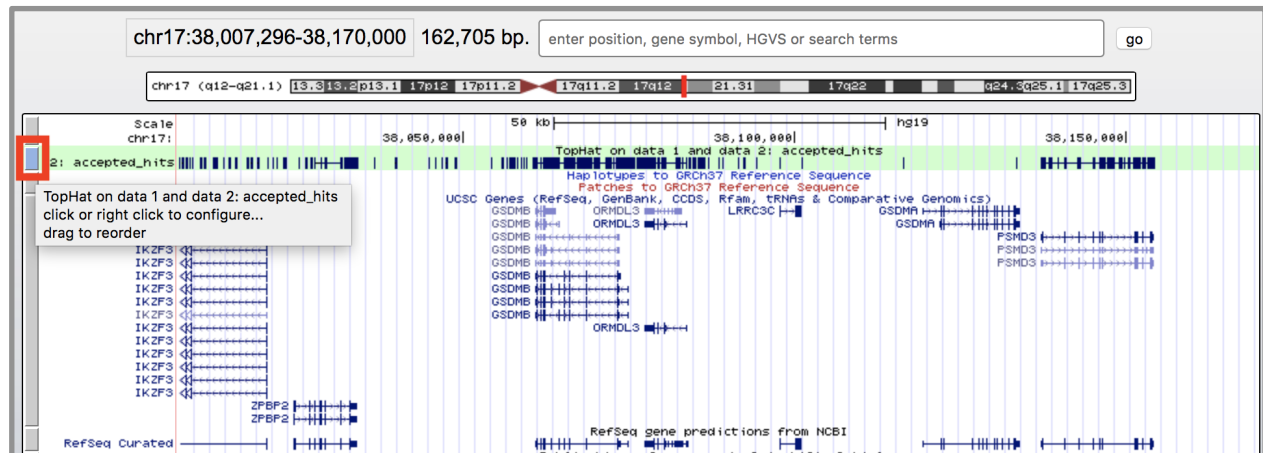 chr17:38,007,296-38,170,000 162,705 bp. enter position, gene symbol, HGVS or search terms go
chr17 (q12-q21.1) 13.3 13.2 p13.1 17p12 17p11.2 17q11.2 17q12 21.31 17q22 q24.3 q25.1 17q25.3
Scale 50 kb hg19
chr17: 38,050,000 38,100,000 38,150,000
TopHat on data 1 and data 2: accepted_hits
2: accepted_hits
Haplotypes to GRCh37 Reference Sequence
Patches to GRCh37 Reference Sequence
TopHat on data 1 and data 2: accepted_hits
click or right click to configure...
drag to reorder
UCSC Genes (RefSeq, GenBank, CCDS, Rfam, tRNAs & Comparative Genomics)
GSDMB ORMDL3 LRRC3C GSDMA
GSDMB ORMDL3 GSDMA
GSDMB PSMD3
IKZF3 GSDMB PSMD3
IKZF3 GSDMB PSMD3
IKZF3 GSDMB
IKZF3 GSDMB
IKZF3 GSDMB
IKZF3 GSDMB
IKZF3 ORMDL3
IKZF3
IKZF3
IKZF3
IKZF3
IKZF3
ZPBP2
ZPBP2
RefSeq gene predictions from NCBI
RefSeq Curated